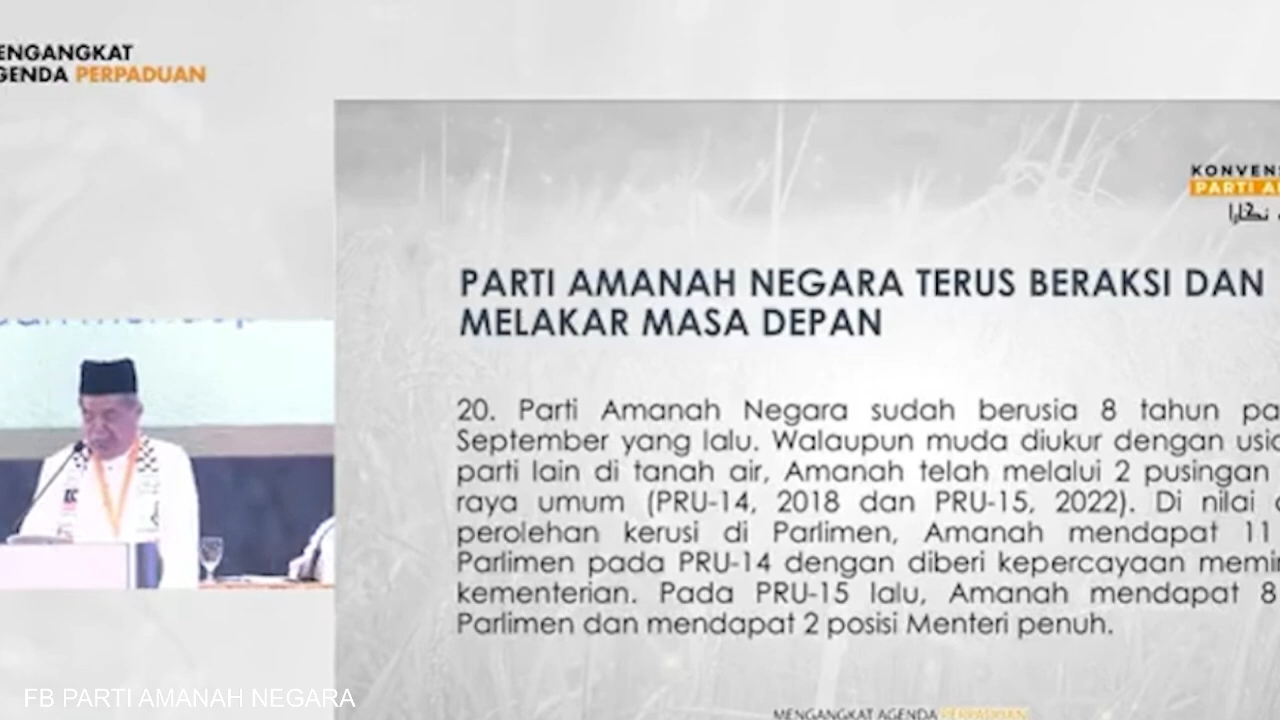 ENGANGKAT
GENDA PERPADUAN
KONVENS
PARTI A
PARTI AMANAH NEGARA TERUS BERAKSI DAN
MELAKAR MASA DEPAN
20. Parti Amanah Negara sudah berusia 8 tahun pa
September yang lalu. Walaupun muda diukur dengan usia
parti lain di tanah air, Amanah telah melalui 2 pusingan
raya umum (PRU-14, 2018 dan PRU-15, 2022). Di nilai
perolehan kerusi di Parlimen, Amanah mendapat 11
Parlimen pada PRU-14 dengan diberi kepercayaan memi
kementerian. Pada PRU-15 lalu, Amanah mendapat 8
Parlimen dan mendapat 2 posisi Menteri penuh.
FB PARTI AMANAH NEGARA
MENGANGKAT AGENDA PERPADUAN